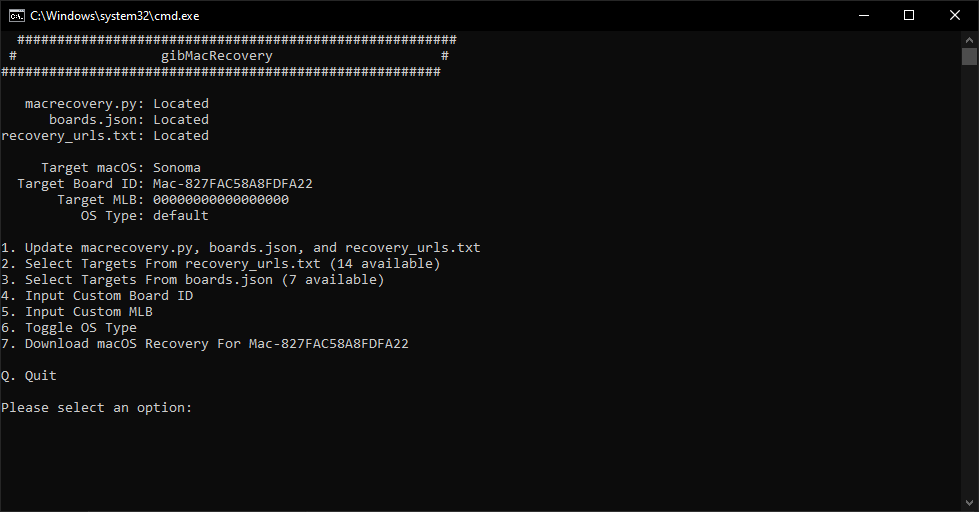 C:\Windows\system32\cmd.exe
#######################################################
# gibMacRecovery #
#######################################################
macrecovery.py: Located
boards.json: Located
recovery_urls.txt: Located
Target macOS: Sonoma
Target Board ID: Mac-827FAC58A8FDFA22
Target MLB: 00000000000000000
OS Type: default
1. Update macrecovery.py, boards.json, and recovery_urls.txt
2. Select Targets From recovery_urls.txt (14 available)
3. Select Targets From boards.json (7 available)
4. Input Custom Board ID
5. Input Custom MLB
6. Toggle OS Type
7. Download macOS Recovery For Mac-827FAC58A8FDFA22
Q. Quit
Please select an option: